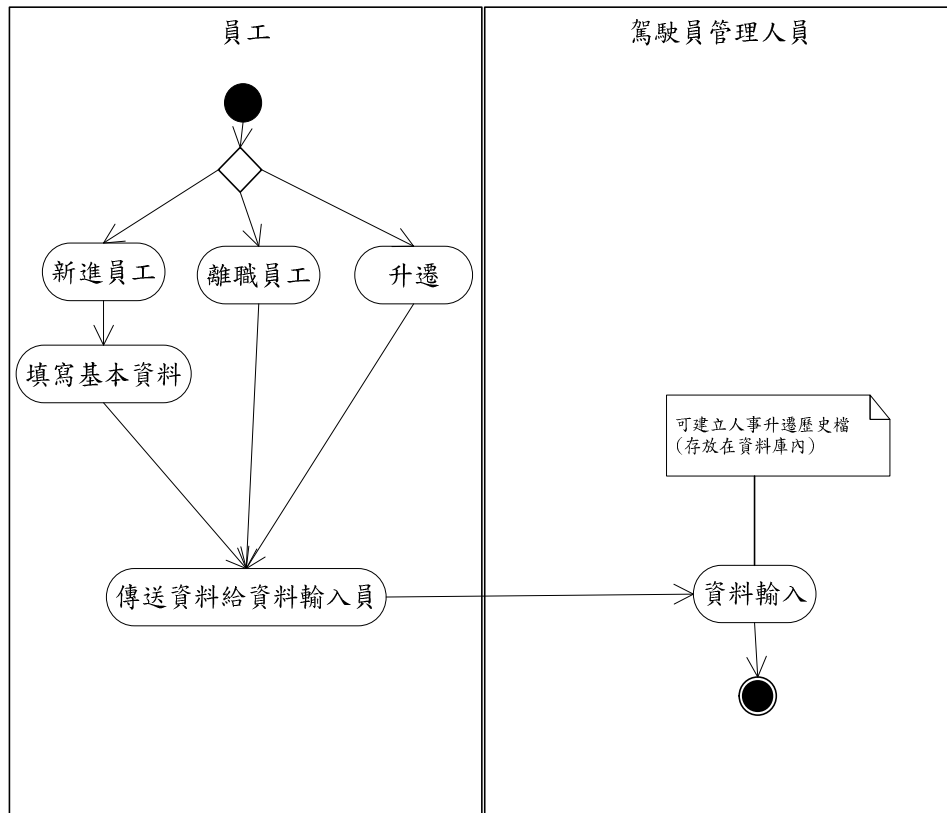 員工
駕駛員管理人員
新進員工
離職員工
升遷
填寫基本資料
可建立人事升遷歷史檔
(存放在資料庫內)
傳送資料給資料輸入員
資料輸入